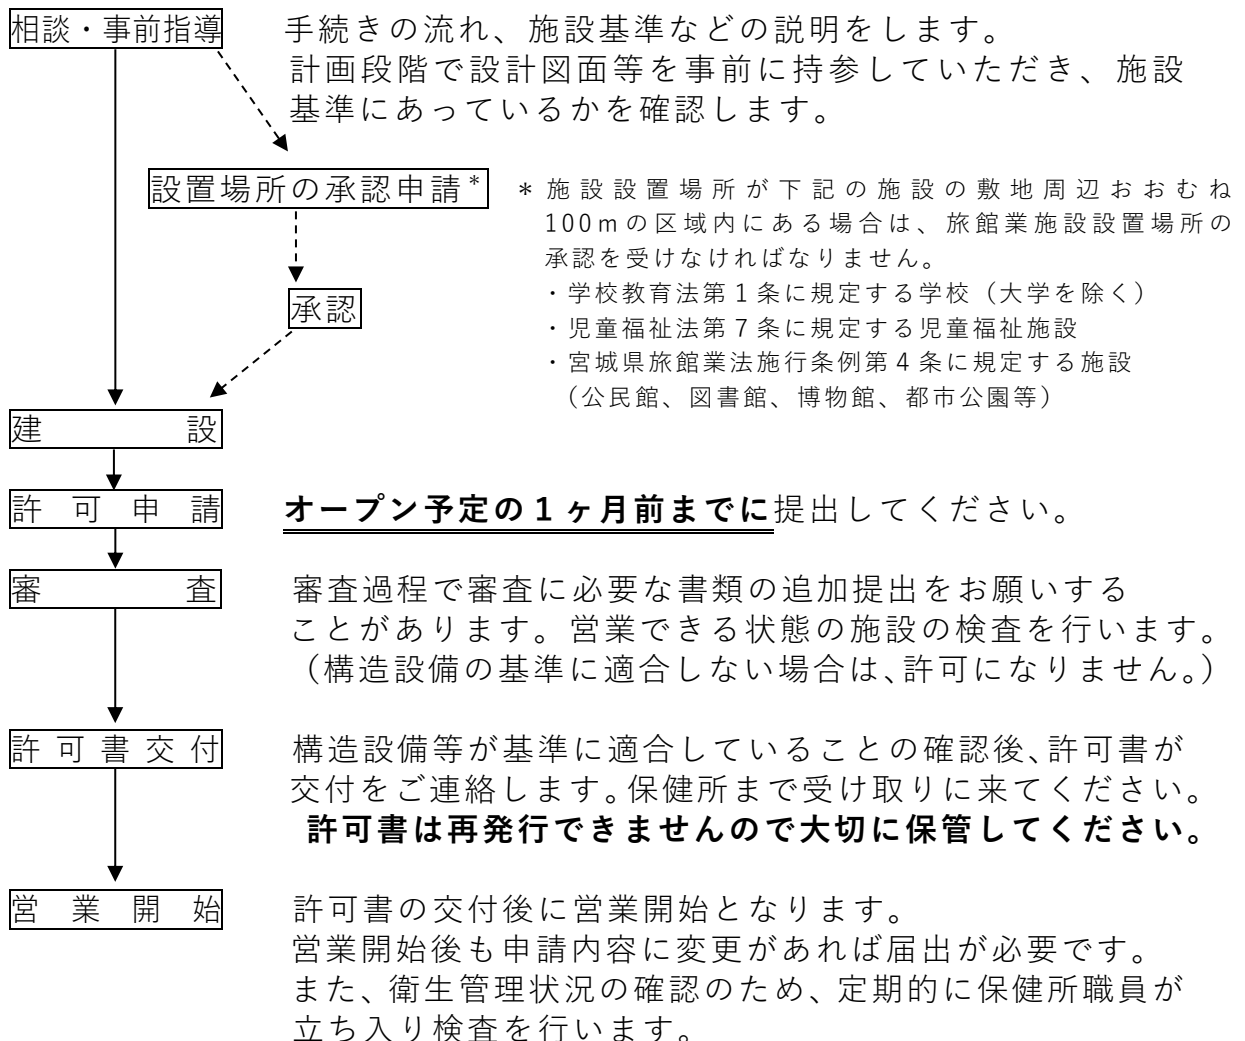 相談・事前指導
手続きの流れ、施設基準などの説明をします。
計画段階で設計図面等を事前に持参していただき、施設
基準にあっているかを確認します。
設置場所の承認申請*
＊施設設置場所が下記の施設の敷地周辺おおむね
100ｍの区域内にある場合は、旅館業施設設置場所の
承認を受けなければなりません。
・学校教育法第１条に規定する学校（大学を除く）
・児童福祉法第７条に規定する児童福祉施設
・宮城県旅館業法施行条例第４条に規定する施設
（公民館、図書館、博物館、都市公園等）
承認
建設
許可申請
オープン予定の１ヶ月前までに提出してください。
審査
審査過程で審査に必要な書類の追加提出をお願いする
ことがあります。営業できる状態の施設の検査を行います。
（構造設備の基準に適合しない場合は、許可になりません。）
許可書交付
構造設備等が基準に適合していることの確認後、許可書が
交付をご連絡します。保健所まで受け取りに来てください。
許可書は再発行できませんので大切に保管してください。
営業開始
許可書の交付後に営業開始となります。
営業開始後も申請内容に変更があれば届出が必要です。
また、衛生管理状況の確認のため、定期的に保健所職員が
立ち入り検査を行います。